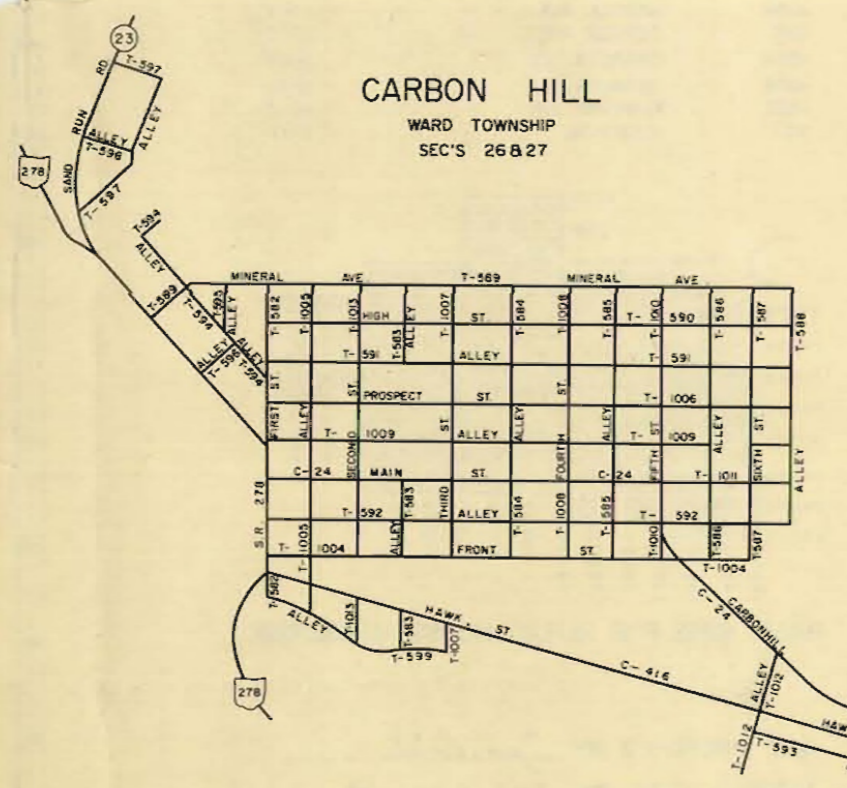 CARBON HILL
WARD TOWNSHIP
SEC'S 26 & 27
23
T-597
SAND RUN RD
ALLEY
T-596
ALLEY
T-597
278
T-594
ALLEY
T-589
T-594
T-595
ALLEY
ALLEY
T-596
ALLEY
T-594
MINERAL AVE. T-569 MINERAL AVE.
T-582
T-1005
T-1013
T-583
ALLEY
T-1007
T-584
T-1008
T-585
T-1010
T-586
T-587
T-588
HIGH ST. T-590
T-591 ALLEY T-591
PROSPECT ST. T-1006
T-1009 ALLEY T-1009
C-24 MAIN ST. C-24 T-1011
T-592 ALLEY T-592
T-1004 FRONT ST. T-1004
FIRST ST.
ALLEY
SECOND ST.
THIRD ST.
ALLEY
FOURTH ST.
ALLEY
FIFTH ST.
ALLEY
SIXTH ST.
ALLEY
S.R. 278
T-1005
T-583
ALLEY
T-584
T-1008
T-585
T-1010
T-586
T-587
T-582
ALLEY
T-1013
T-583
T-1007
T-599
HAWK ST. C-416
C-24 CARBONHILL
ALLEY
T-1012
T-1012
T-593
HAW
278